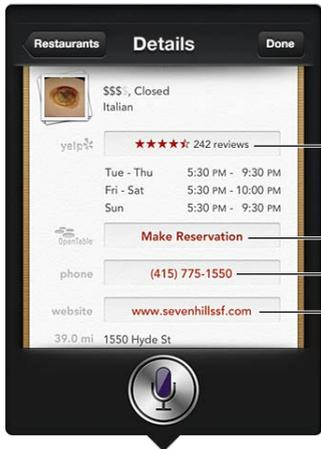 Restaurants Details Done
$$$$, Closed
Italian
yelp 242 reviews
Tue - Thu 5:30 PM - 9:30 PM
Fri - Sat 5:30 PM - 10:00 PM
Sun 5:30 PM - 9:30 PM
OpenTable Make Reservation
phone (415) 775-1550
website www.sevenhillssf.com
39.0 mi 1550 Hyde St